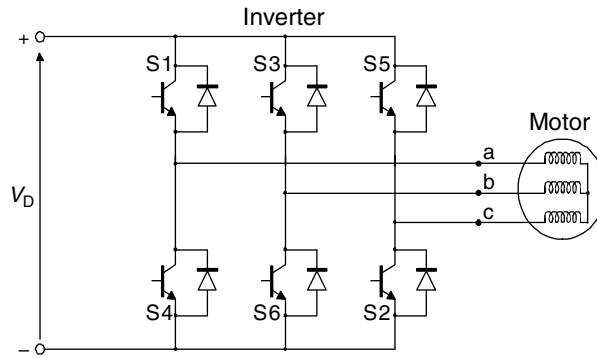 Inverter
+
S1
S3
S5
Motor
a
V_D
b
c
S4
S6
S2
−